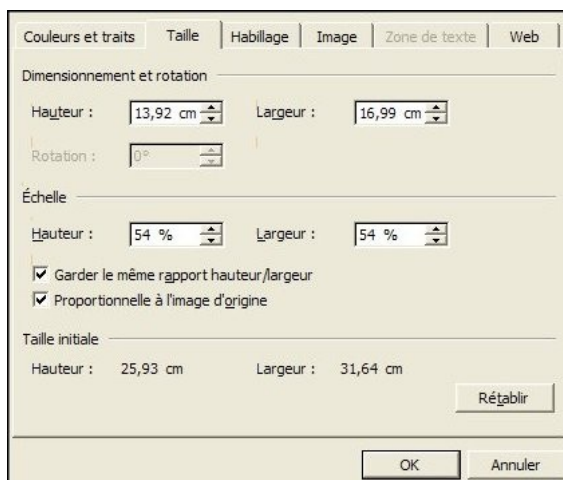 Couleurs et traits Taille Habillage Image Zone de texte Web
Dimensionnement et rotation
Hauteur : 13,92 cm Largeur : 16,99 cm
Rotation : 0°
Échelle
Hauteur : 54 % Largeur : 54 %
Garder le même rapport hauteur/largeur
Proportionnelle à l'image d'origine
Taille initiale
Hauteur : 25,93 cm Largeur : 31,64 cm
Rétablir
OK Annuler